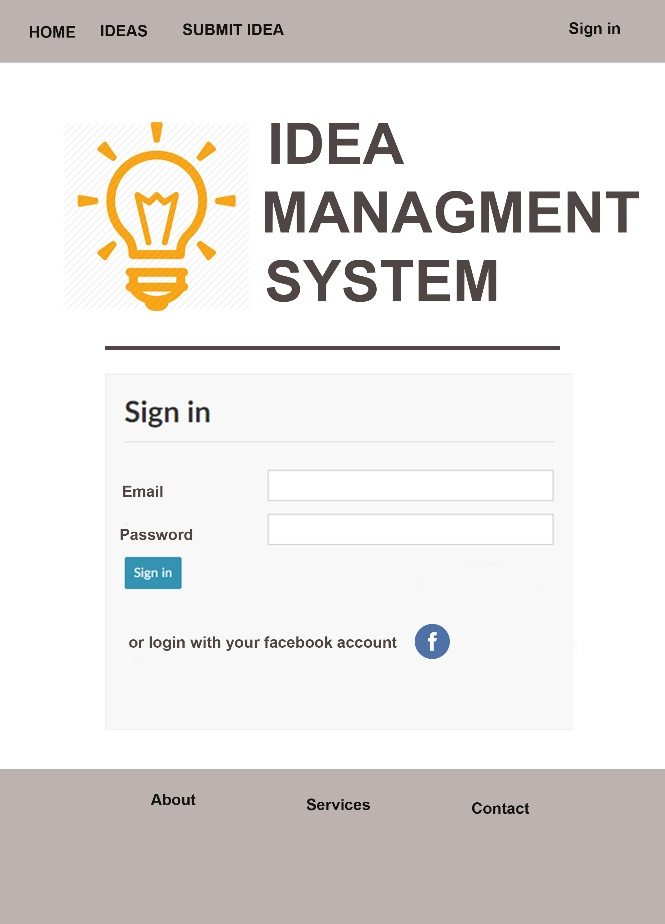 HOME IDEAS SUBMIT IDEA Sign in
IDEA
MANAGMENT
SYSTEM
Sign in
Email
Password
Sign in
or login with your facebook account f
About Services Contact